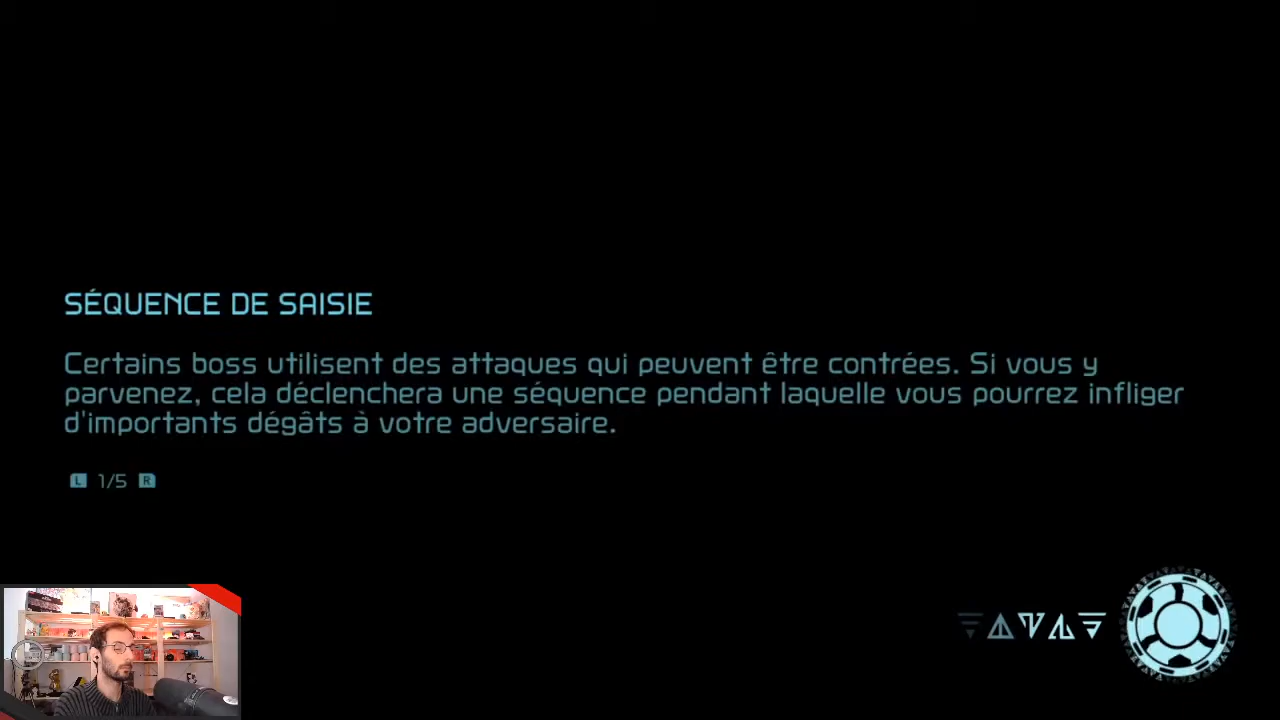 SÉQUENCE DE SAISIE
Certains boss utilisent des attaques qui peuvent être contrées. Si vous y
parvenez, cela déclenchera une séquence pendant laquelle vous pourrez infliger
d'importants dégâts à votre adversaire.
L 1/5 R